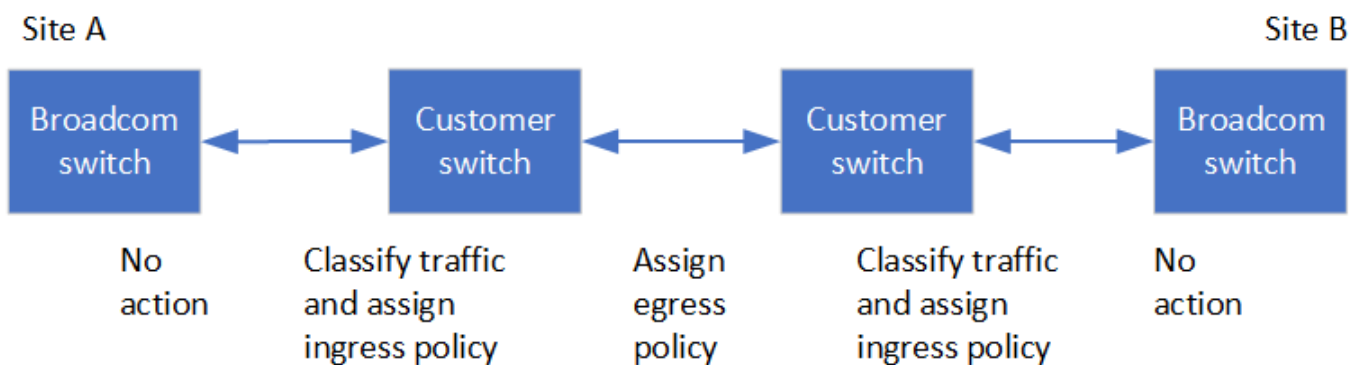 Site A
Site B
Broadcom
switch
Customer
switch
Customer
switch
Broadcom
switch
No
action
Classify traffic
and assign
ingress policy
Assign
egress
policy
Classify traffic
and assign
ingress policy
No
action